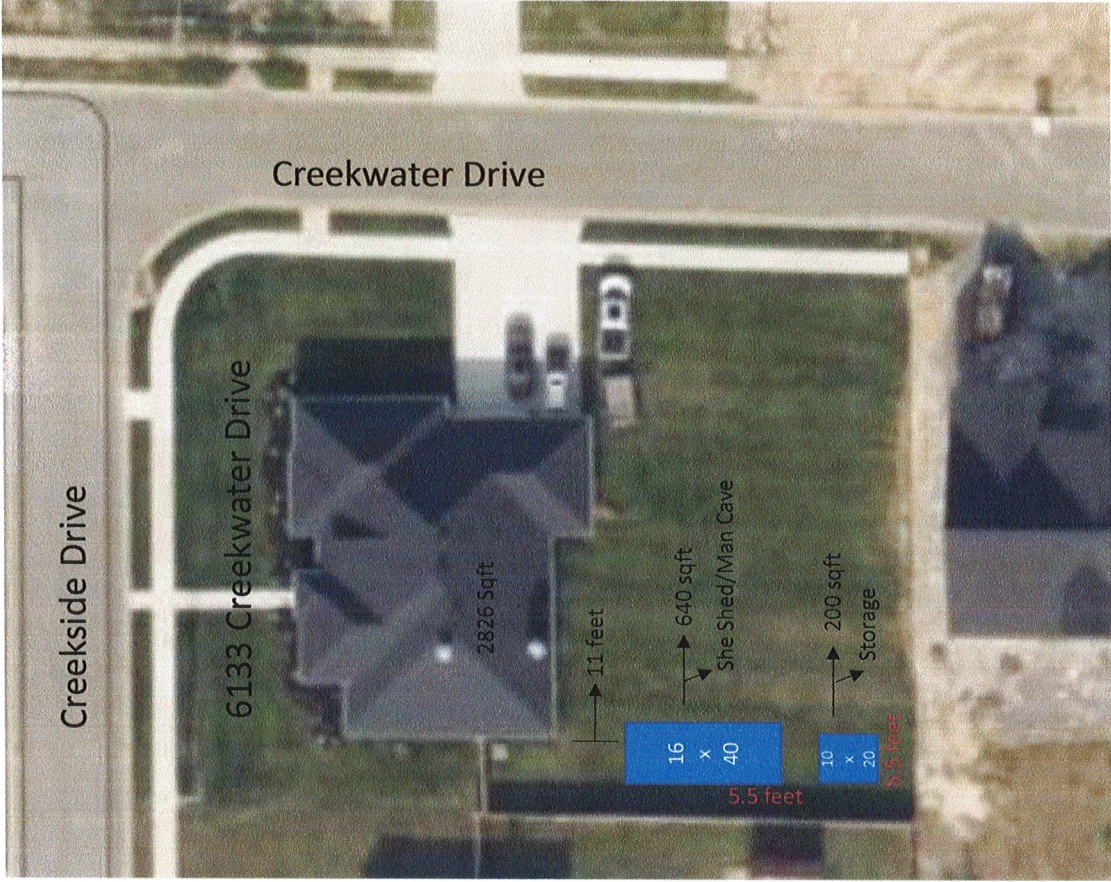 Creekwater Drive
Creekside Drive
6133 Creekwater Drive
2826 Sqft
11 feet
640 sqft
She Shed/Man Cave
200 sqft
Storage
16
x
40
10
x
20
5.5 feet
5.5 feet